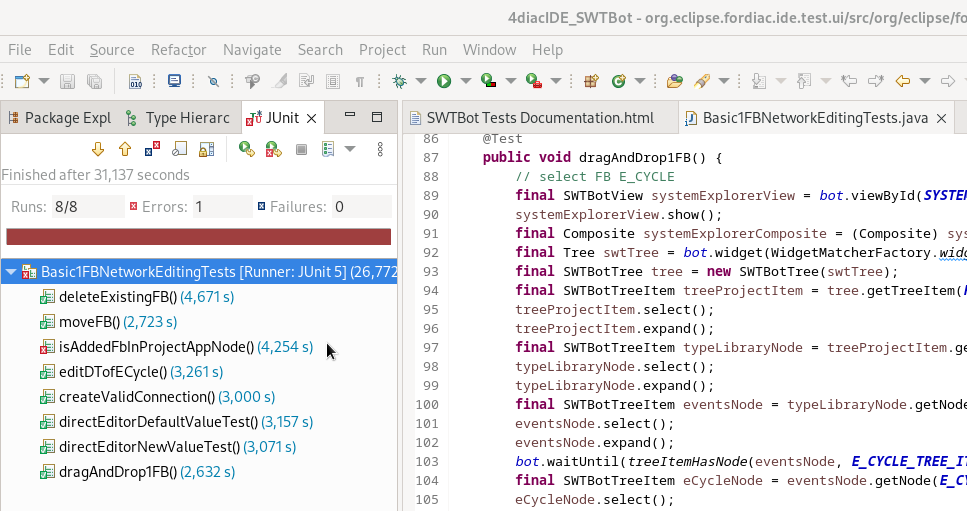 4diacIDE_SWTBot - org.eclipse.fordiac.ide.test.ui/src/org/eclipse/fo
File Edit Source Refactor Navigate Search Project Run Window Help
Package Expl Type Hierarc JUnit SWTBot Tests Documentation.html Basic1FBNetworkEditingTests.java
Finished after 31,137 seconds
Runs: 8/8 Errors: 1 Failures: 0
Basic1FBNetworkEditingTests [Runner: JUnit 5] (26,772
deleteExistingFB() (4,671 s)
moveFB() (2,723 s)
isAddedFbInProjectAppNode() (4,254 s)
editDTofECycle() (3,261 s)
createValidConnection() (3,000 s)
directEditorDefaultValueTest() (3,157 s)
directEditorNewValueTest() (3,071 s)
dragAndDrop1FB() (2,632 s)
86 @Test
87 public void dragAndDrop1FB() {
88 // select FB E_CYCLE
89 final SWTBotView systemExplorerView = bot.viewById(SYSTEM
90 systemExplorerView.show();
91 final Composite systemExplorerComposite = (Composite) sys
92 final Tree swtTree = bot.widget(WidgetMatcherFactory.widg
93 final SWTBotTree tree = new SWTBotTree(swtTree);
94 final SWTBotTreeItem treeProjectItem = tree.getTreeItem(
95 treeProjectItem.select();
96 treeProjectItem.expand();
97 final SWTBotTreeItem typeLibraryNode = treeProjectItem.ge
98 typeLibraryNode.select();
99 typeLibraryNode.expand();
100 final SWTBotTreeItem eventsNode = typeLibraryNode.getNode
101 eventsNode.select();
102 eventsNode.expand();
103 bot.waitUntil(treeItemHasNode(eventsNode, E_CYCLE_TREE_IT
104 final SWTBotTreeItem eCycleNode = eventsNode.getNode(E_CY
105 eCycleNode.select();